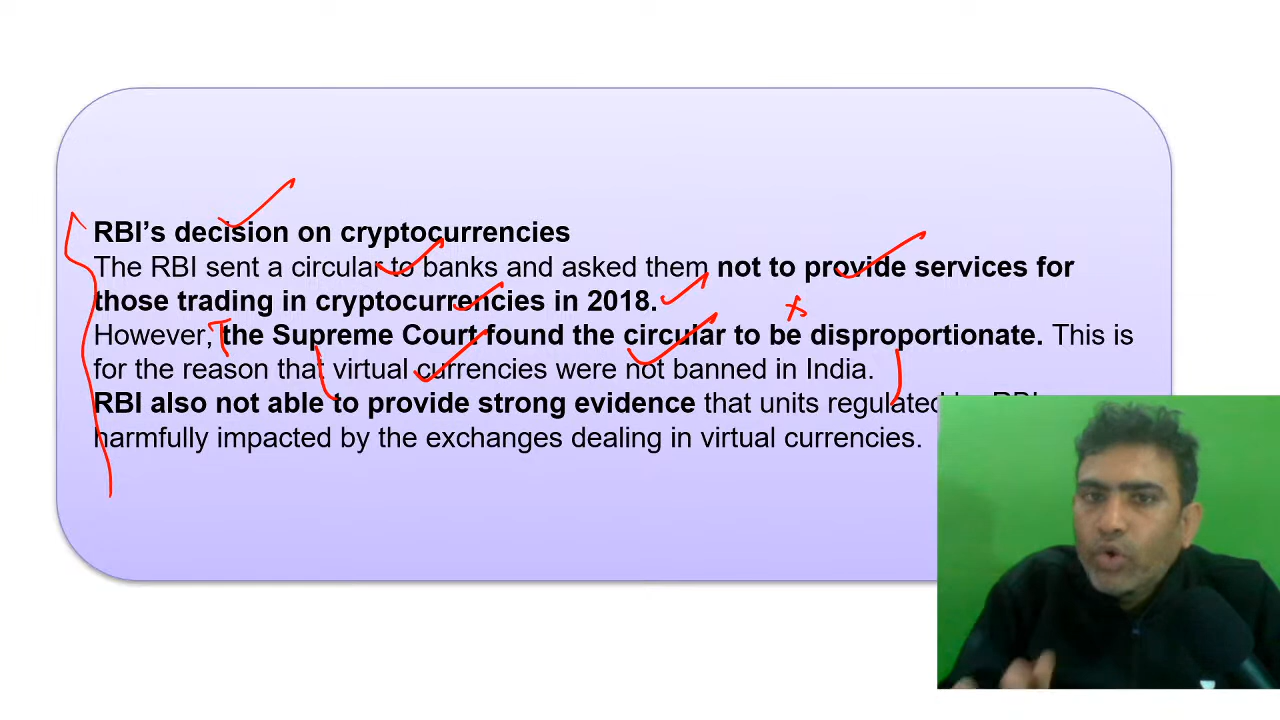 RBI’s decision on cryptocurrencies
The RBI sent a circular to banks and asked them not to provide services for
those trading in cryptocurrencies in 2018.
However, the Supreme Court found the circular to be disproportionate. This is
for the reason that virtual currencies were not banned in India.
RBI also not able to provide strong evidence that units regulated
harmfully impacted by the exchanges dealing in virtual currencies.